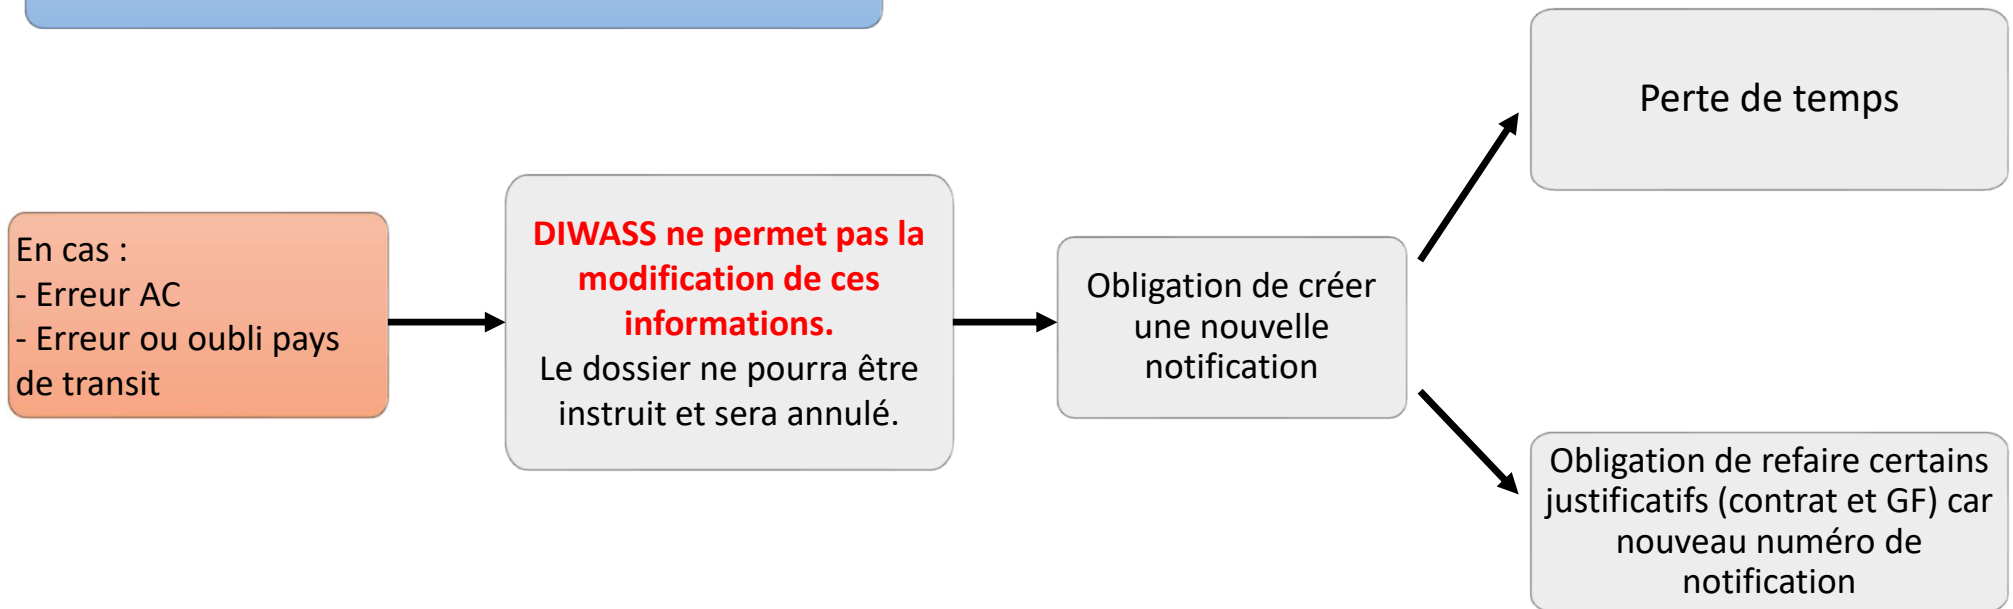 En cas :
- Erreur AC
- Erreur ou oubli pays
de transit
DIWASS ne permet pas la
modification de ces
informations.
Le dossier ne pourra être
instruit et sera annulé.
Obligation de créer
une nouvelle
notification
Perte de temps
Obligation de refaire certains
justificatifs (contrat et GF) car
nouveau numéro de
notification